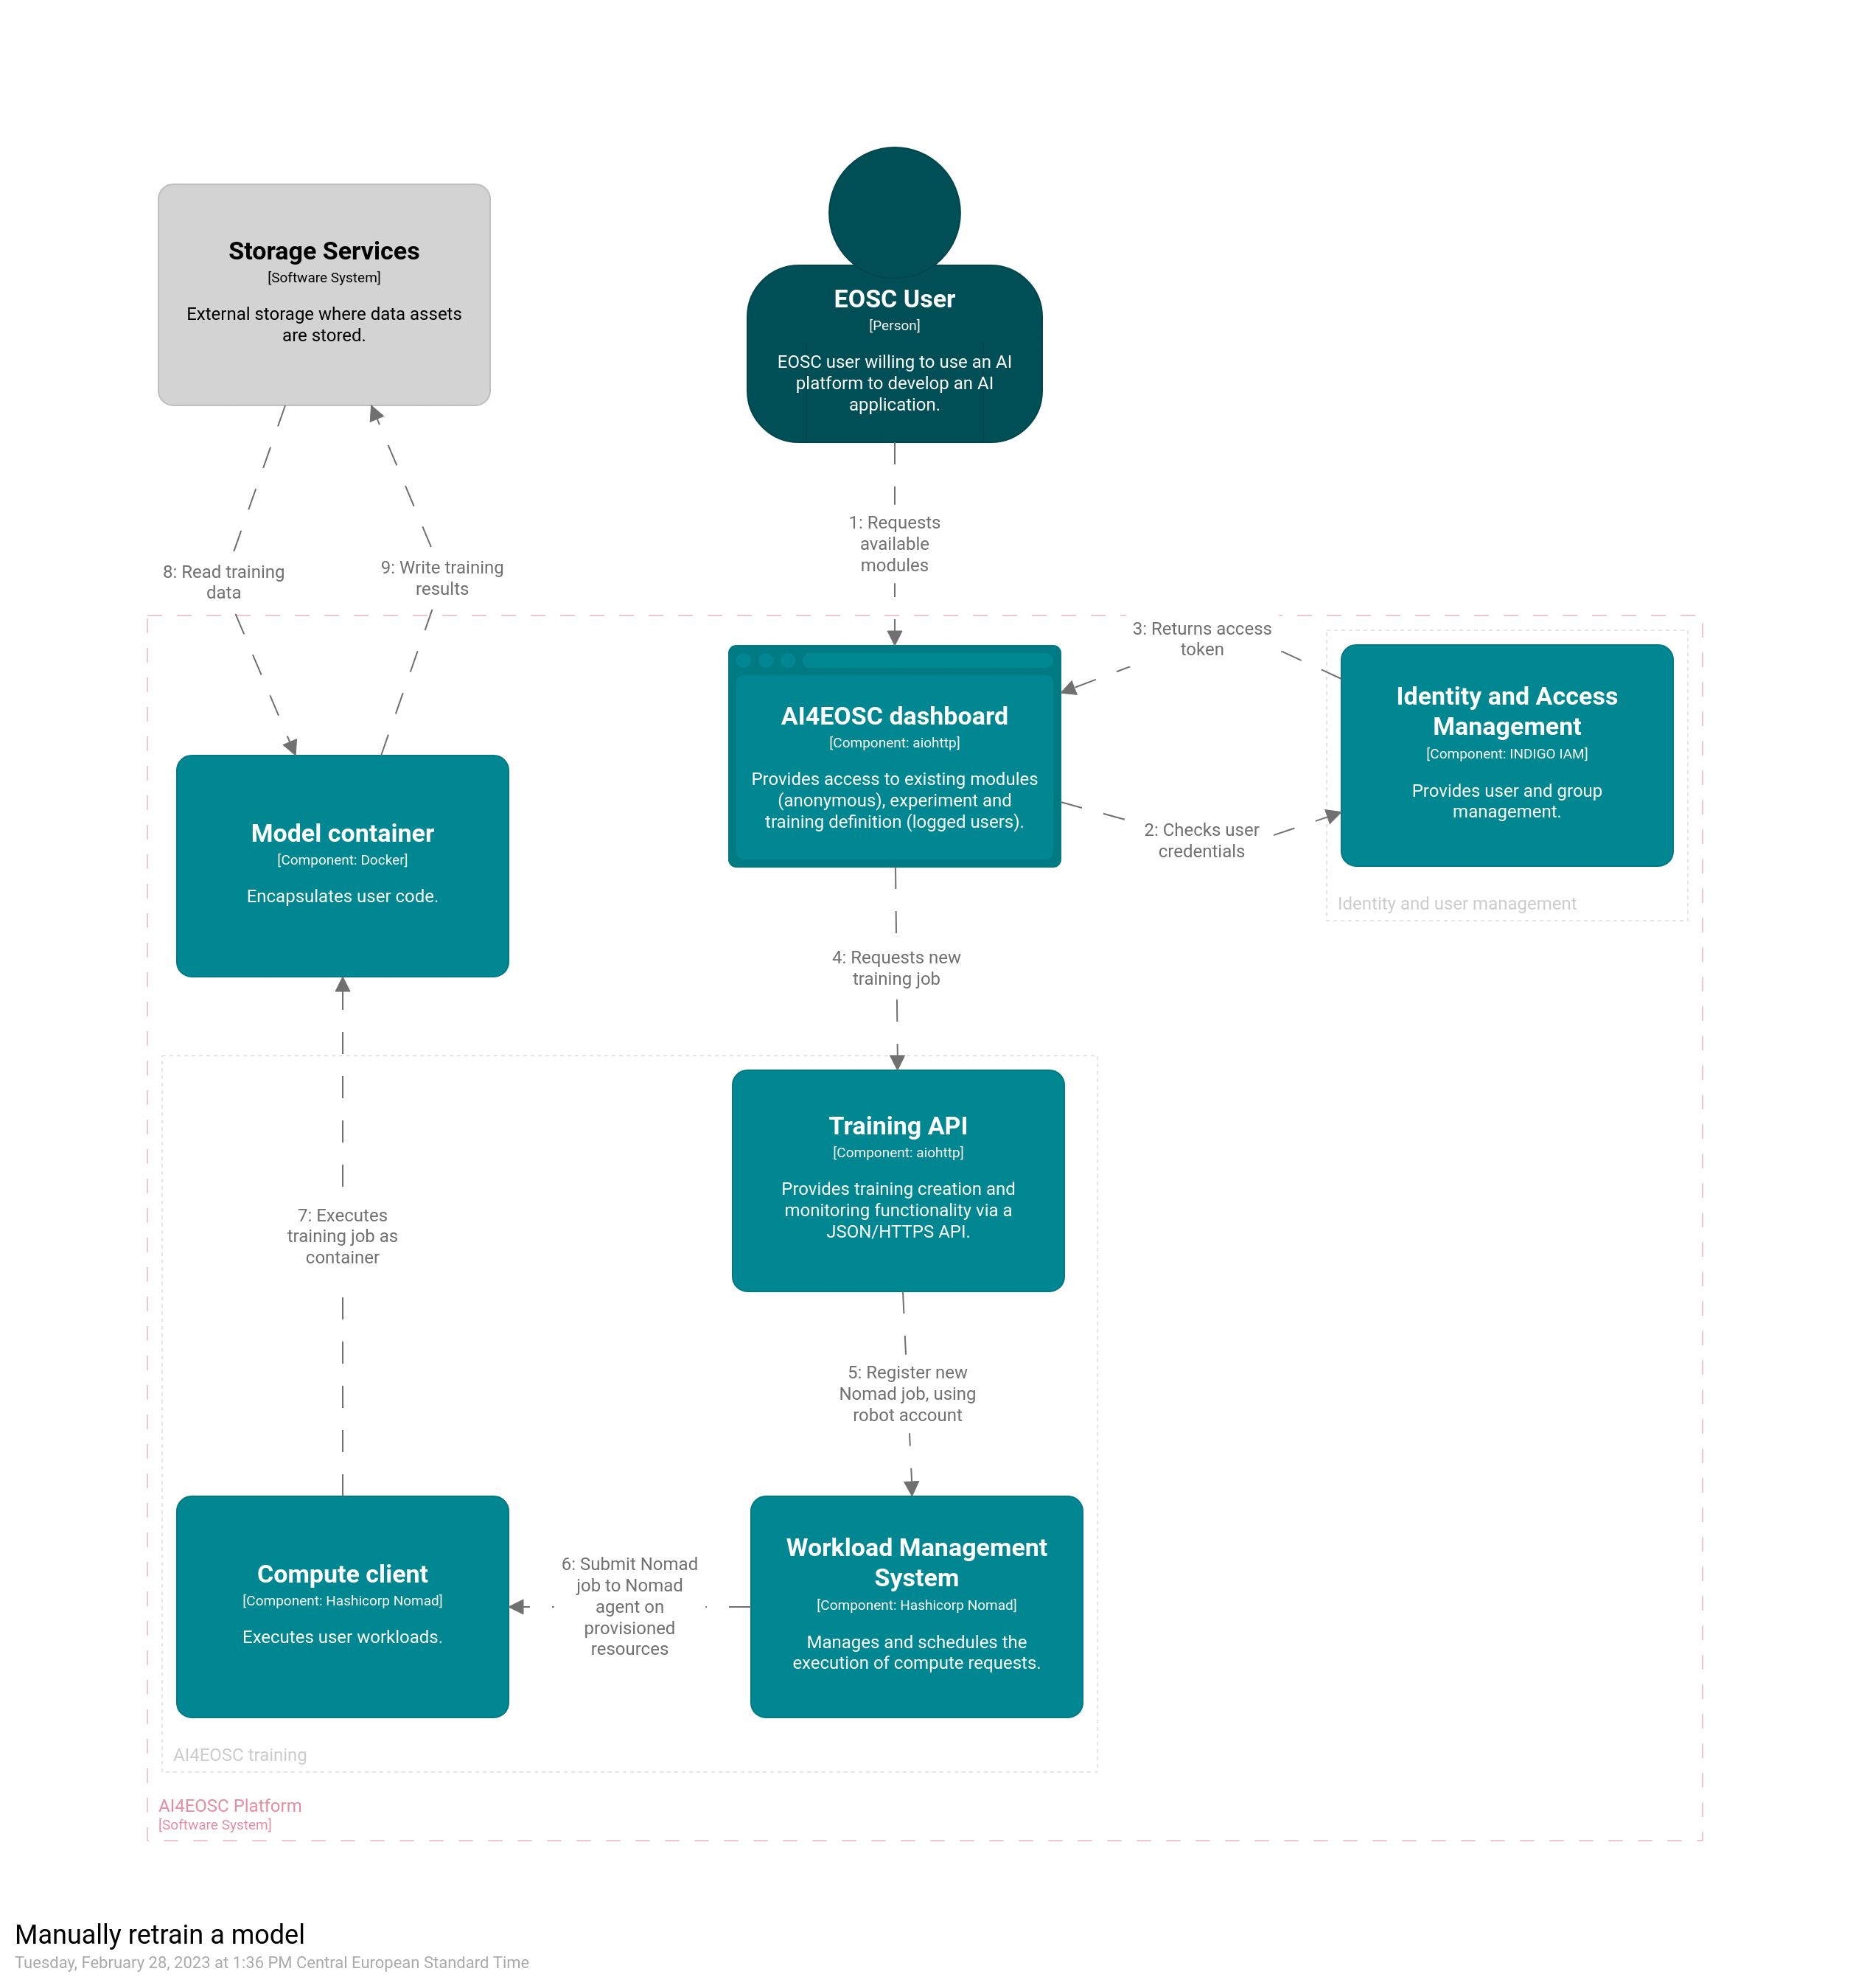 Storage Services
[Software System]
External storage where data assets
are stored.
EOSC User
[Person]
EOSC user willing to use an AI
platform to develop an AI
application.
1: Requests
available
modules
8: Read training
data
9: Write training
results
3: Returns access
token
AI4EOSC dashboard
[Component: aiohttp]
Provides access to existing modules
(anonymous), experiment and
training definition (logged users).
Identity and Access
Management
[Component: INDIGO IAM]
Provides user and group
management.
2: Checks user
credentials
Identity and user management
Model container
[Component: Docker]
Encapsulates user code.
4: Requests new
training job
Training API
[Component: aiohttp]
Provides training creation and
monitoring functionality via a
JSON/HTTPS API.
7: Executes
training job as
container
5: Register new
Nomad job, using
robot account
Compute client
[Component: Hashicorp Nomad]
Executes user workloads.
6: Submit Nomad
job to Nomad
agent on
provisioned
resources
Workload Management
System
[Component: Hashicorp Nomad]
Manages and schedules the
execution of compute requests.
AI4EOSC training
AI4EOSC Platform
[Software System]
Manually retrain a model
Tuesday, February 28, 2023 at 1:36 PM Central European Standard Time